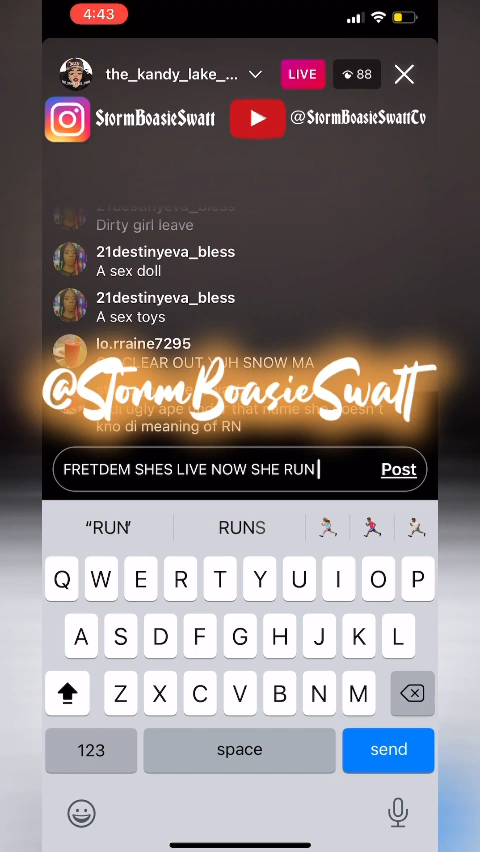 4:43
the_kandy_lake_...
LIVE
88
StormBoasieSwatt
@StormBoasieSwattTv
21destinyeva_bless
Dirty girl leave
21destinyeva_bless
A sex doll
21destinyeva_bless
A sex toys
lo.rraine7295
CLEAR OUT YUH SNOW MA
@StormBoasieSwatt
ugly ape that name she doesn't
kno di meaning of RN
FRETDEM SHES LIVE NOW SHE RUN
Post
“RUN”
RUNS
Q W E R T Y U I O P
A S D F G H J K L
Z X C V B N M
123
space
send